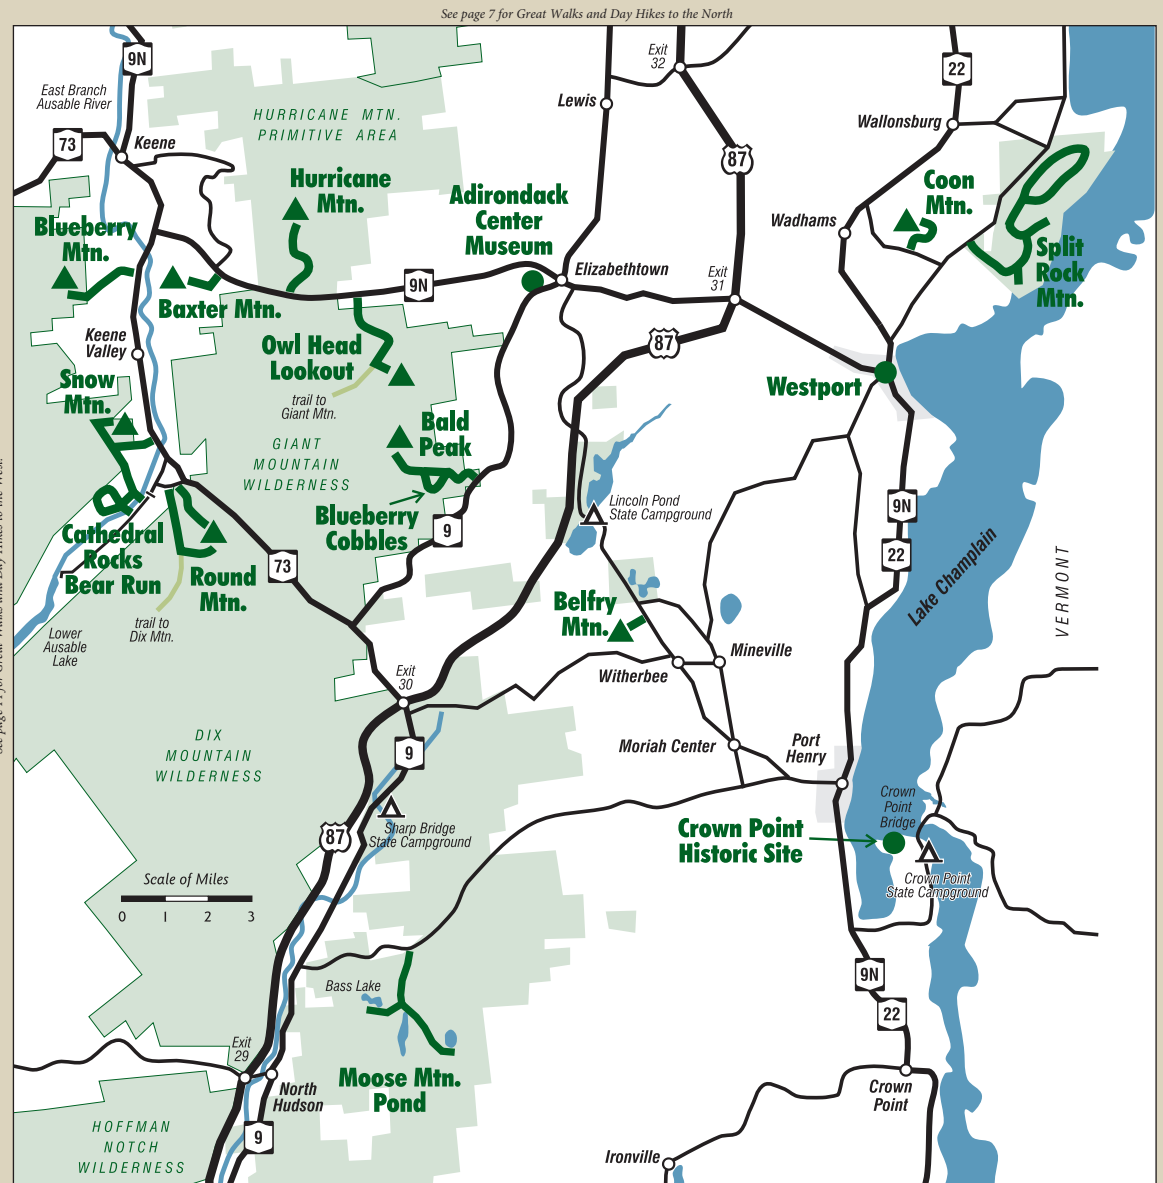 See page 7 for Great Walks and Day Hikes to the North
9N
Exit
32
22
East Branch
Ausable River
Lewis
HURRICANE MTN.
PRIMITIVE AREA
Wallonsburg
73
Keene
87
Hurricane
Mtn.
Adirondack
Center
Museum
Coon
Mtn.
Blueberry
Mtn.
Wadhams
Split
Rock
Mtn.
Elizabethtown
Exit
31
9N
Baxter Mtn.
Keene
Valley
Owl Head
Lookout
87
Snow
Mtn.
Westport
trail to
Giant Mtn.
Bald
Peak
GIANT
MOUNTAIN
WILDERNESS
Lincoln Pond
State Campground
9N
Blueberry
Cobbles
9
Cathedral
Rocks
Bear Run
22
Lake Champlain
VERMONT
73
Round
Mtn.
Belfry
Mtn.
trail to
Dix Mtn.
Lower
Ausable
Lake
Mineville
Witherbee
Exit
30
DIX
MOUNTAIN
WILDERNESS
9
Moriah Center
Port
Henry
Crown
Point
Bridge
87
Sharp Bridge
State Campground
Crown Point
Historic Site
Crown Point
State Campground
Scale of Miles
0 1 2 3
9N
Bass Lake
22
Exit
29
Moose Mtn.
Pond
North
Hudson
Crown
Point
HOFFMAN
NOTCH
WILDERNESS
9
Ironville